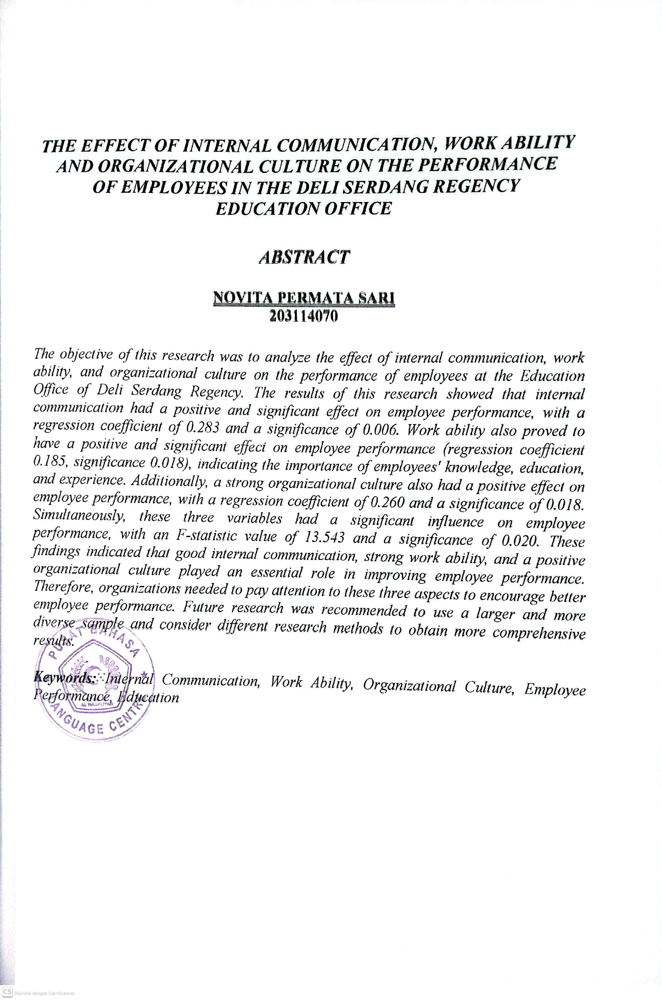 THE EFFECT OF INTERNAL COMMUNICATION, WORK ABILITY
AND ORGANIZATIONAL CULTURE ON THE PERFORMANCE
OF EMPLOYEES IN THE DELI SERDANG REGENCY
EDUCATION OFFICE
ABSTRACT
NOVITA PERMATA SARI
203114070
The objective of this research was to analyze the effect of internal communication, work
ability, and organizational culture on the performance of employees at the Education
Office of Deli Serdang Regency. The results of this research showed that internal
communication had a positive and significant effect on employee performance, with a
regression coefficient of 0.283 and a significance of 0.006. Work ability also proved to
have a positive and significant effect on employee performance (regression coefficient
0.185, significance 0.018), indicating the importance of employees' knowledge, education,
and experience. Additionally, a strong organizational culture also had a positive effect on
employee performance, with a regression coefficient of 0.260 and a significance of 0.018.
Simultaneously, these three variables had a significant influence on employee
performance, with an F-statistic value of 13.543 and a significance of 0.020. These
findings indicated that good internal communication, strong work ability, and a positive
organizational culture played an essential role in improving employee performance.
Therefore, organizations needed to pay attention to these three aspects to encourage better
employee performance. Future research was recommended to use a larger and more
diverse sample and consider different research methods to obtain more comprehensive
results.
Keywords: Internal Communication, Work Ability, Organizational Culture, Employee
Performance, Education
PUSAT BAHASA
AL WASHLIYAH
LANGUAGE CENTRE
CS Dipindai dengan CamScanner